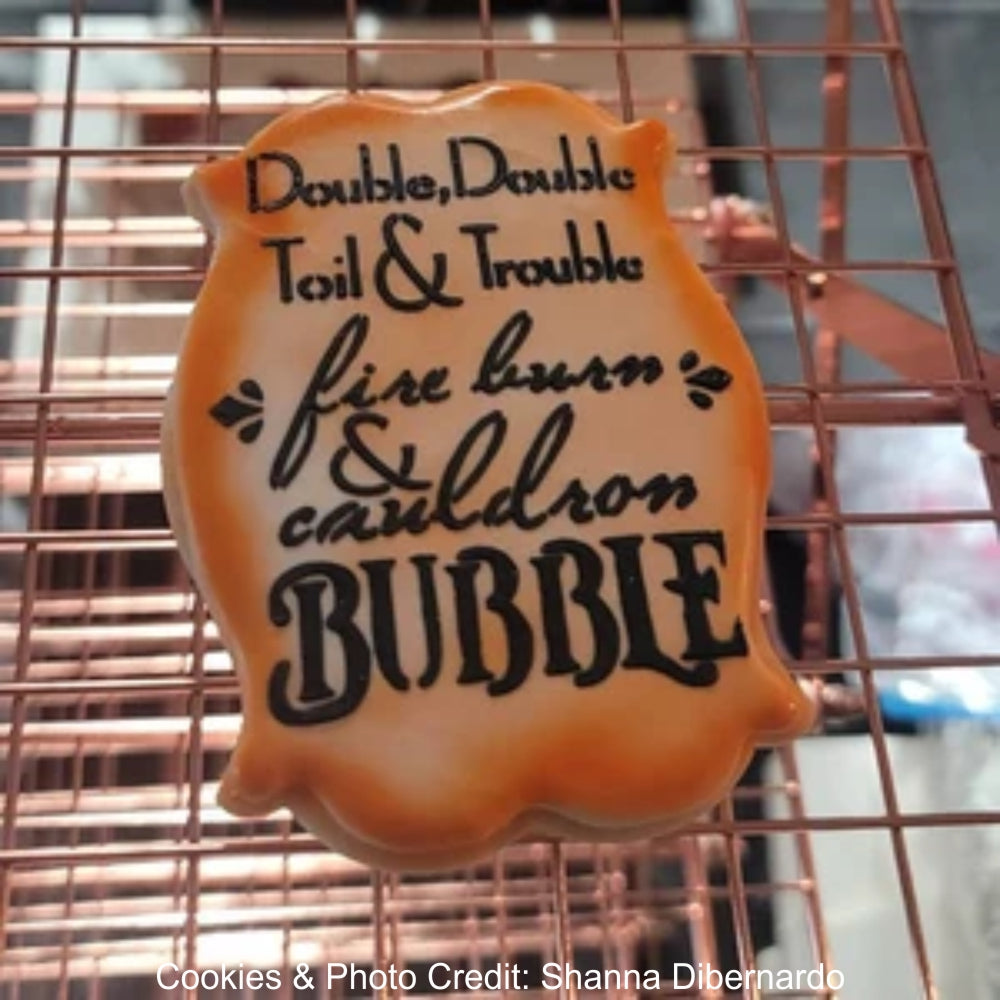 Double, Double
Toil & Trouble
fire burn
&
cauldron
BUBBLE
Cookies & Photo Credit: Shanna Dibernardo